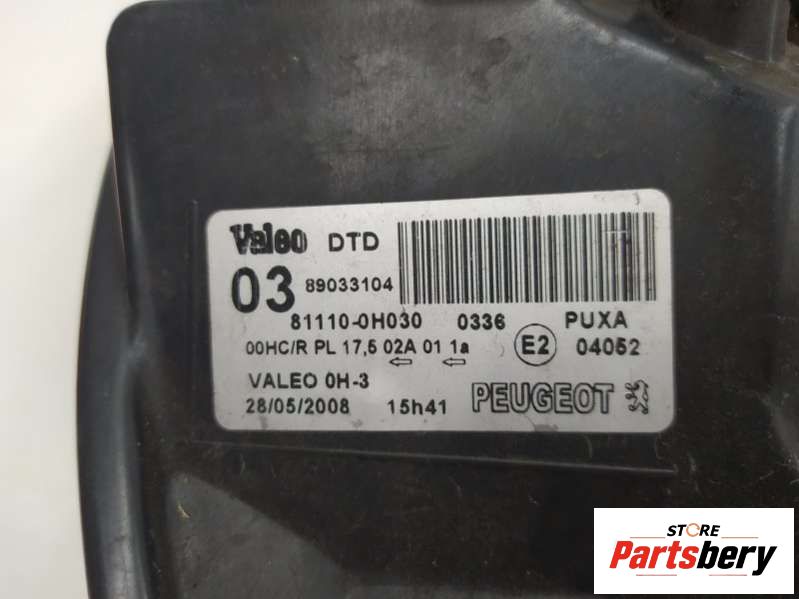 Valeo DTD
03 89033104
81110-0H030 0336 PUXA
00HC/R PL 17,5 02A 01 1a E2 04052
VALEO 0H-3
28/05/2008 15h41 PEUGEOT
STORE
Partsbery